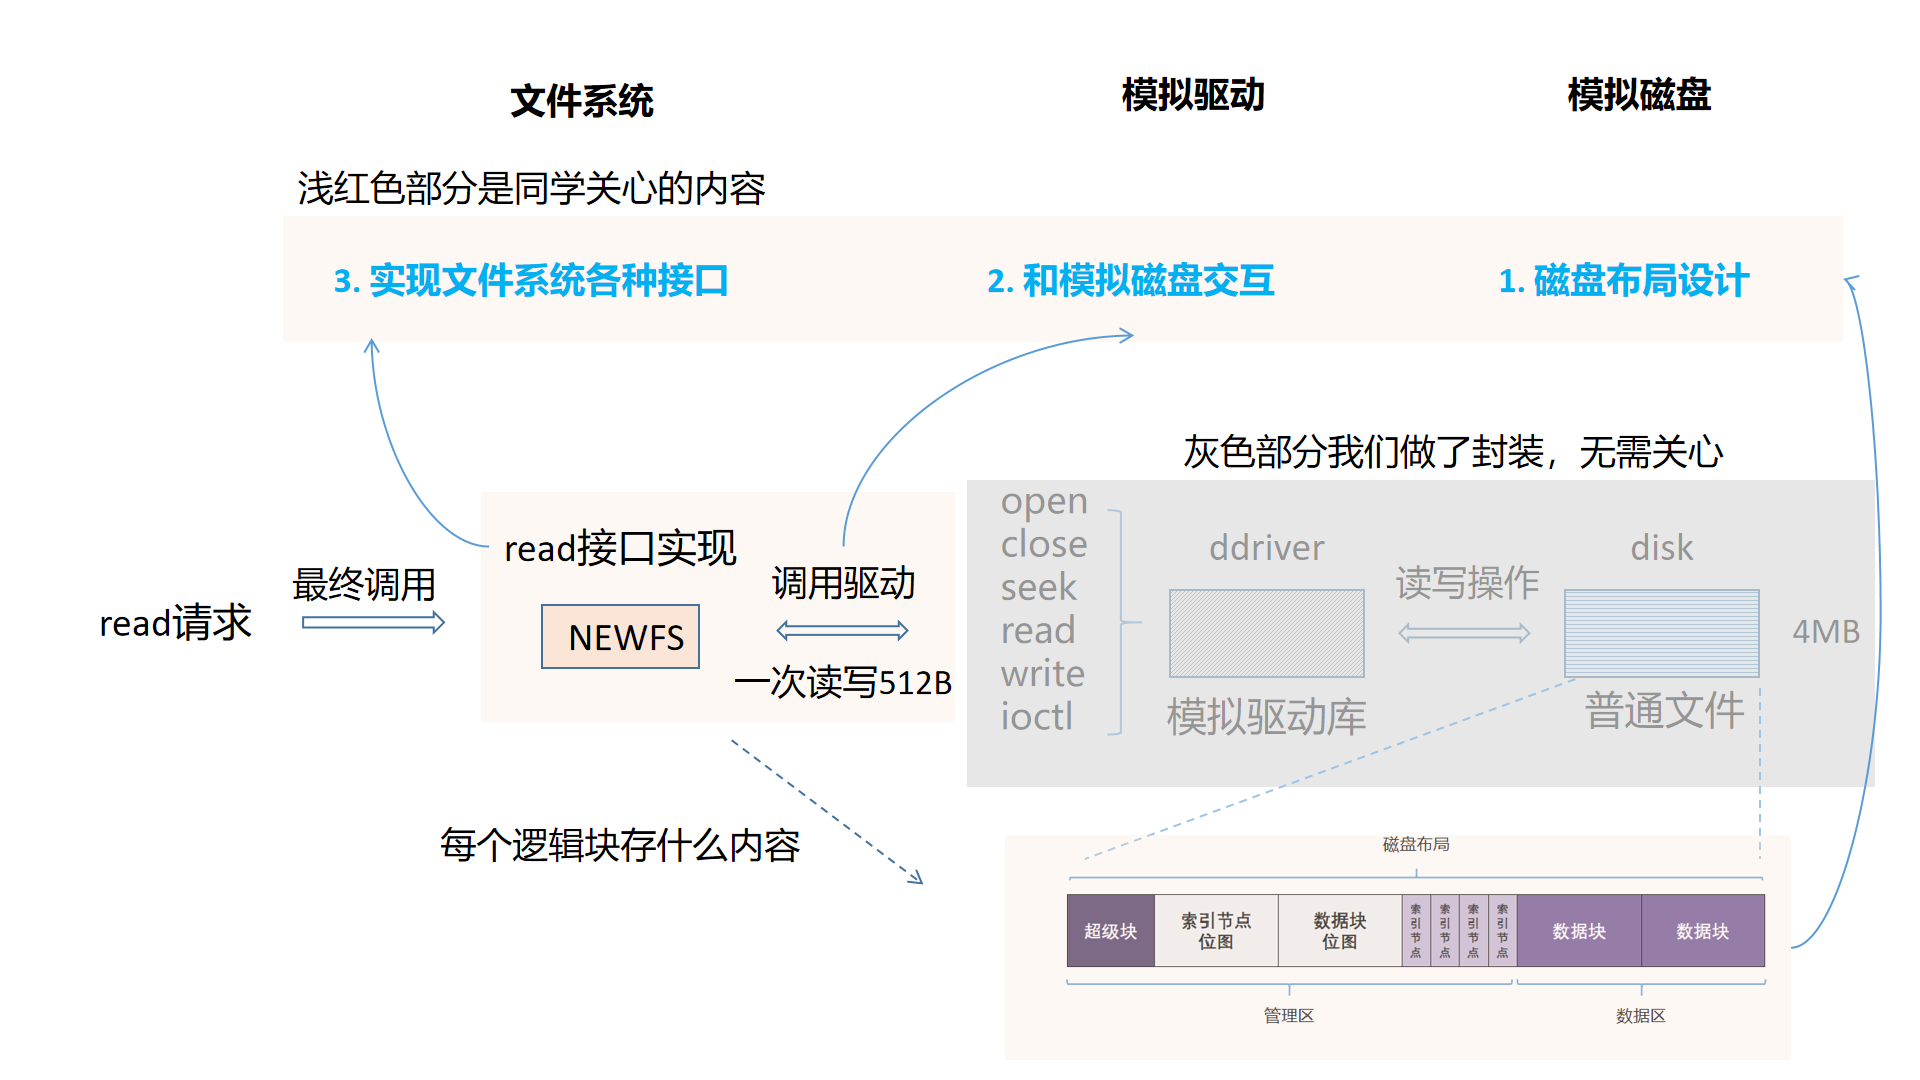 文件系统
模拟驱动
模拟磁盘
浅红色部分是同学关心的内容
3. 实现文件系统各种接口
2. 和模拟磁盘交互
1. 磁盘布局设计
灰色部分我们做了封装，无需关心
read请求
最终调用
read接口实现
NEWFS
调用驱动
一次读写512B
open
close
seek
read
write
ioctl
ddriver
模拟驱动库
读写操作
disk
普通文件
4MB
每个逻辑块存什么内容
磁盘布局
超级块
索引节点
位图
数据块
位图
索引节点
索引节点
索引节点
索引节点
数据块
数据块
管理区
数据区